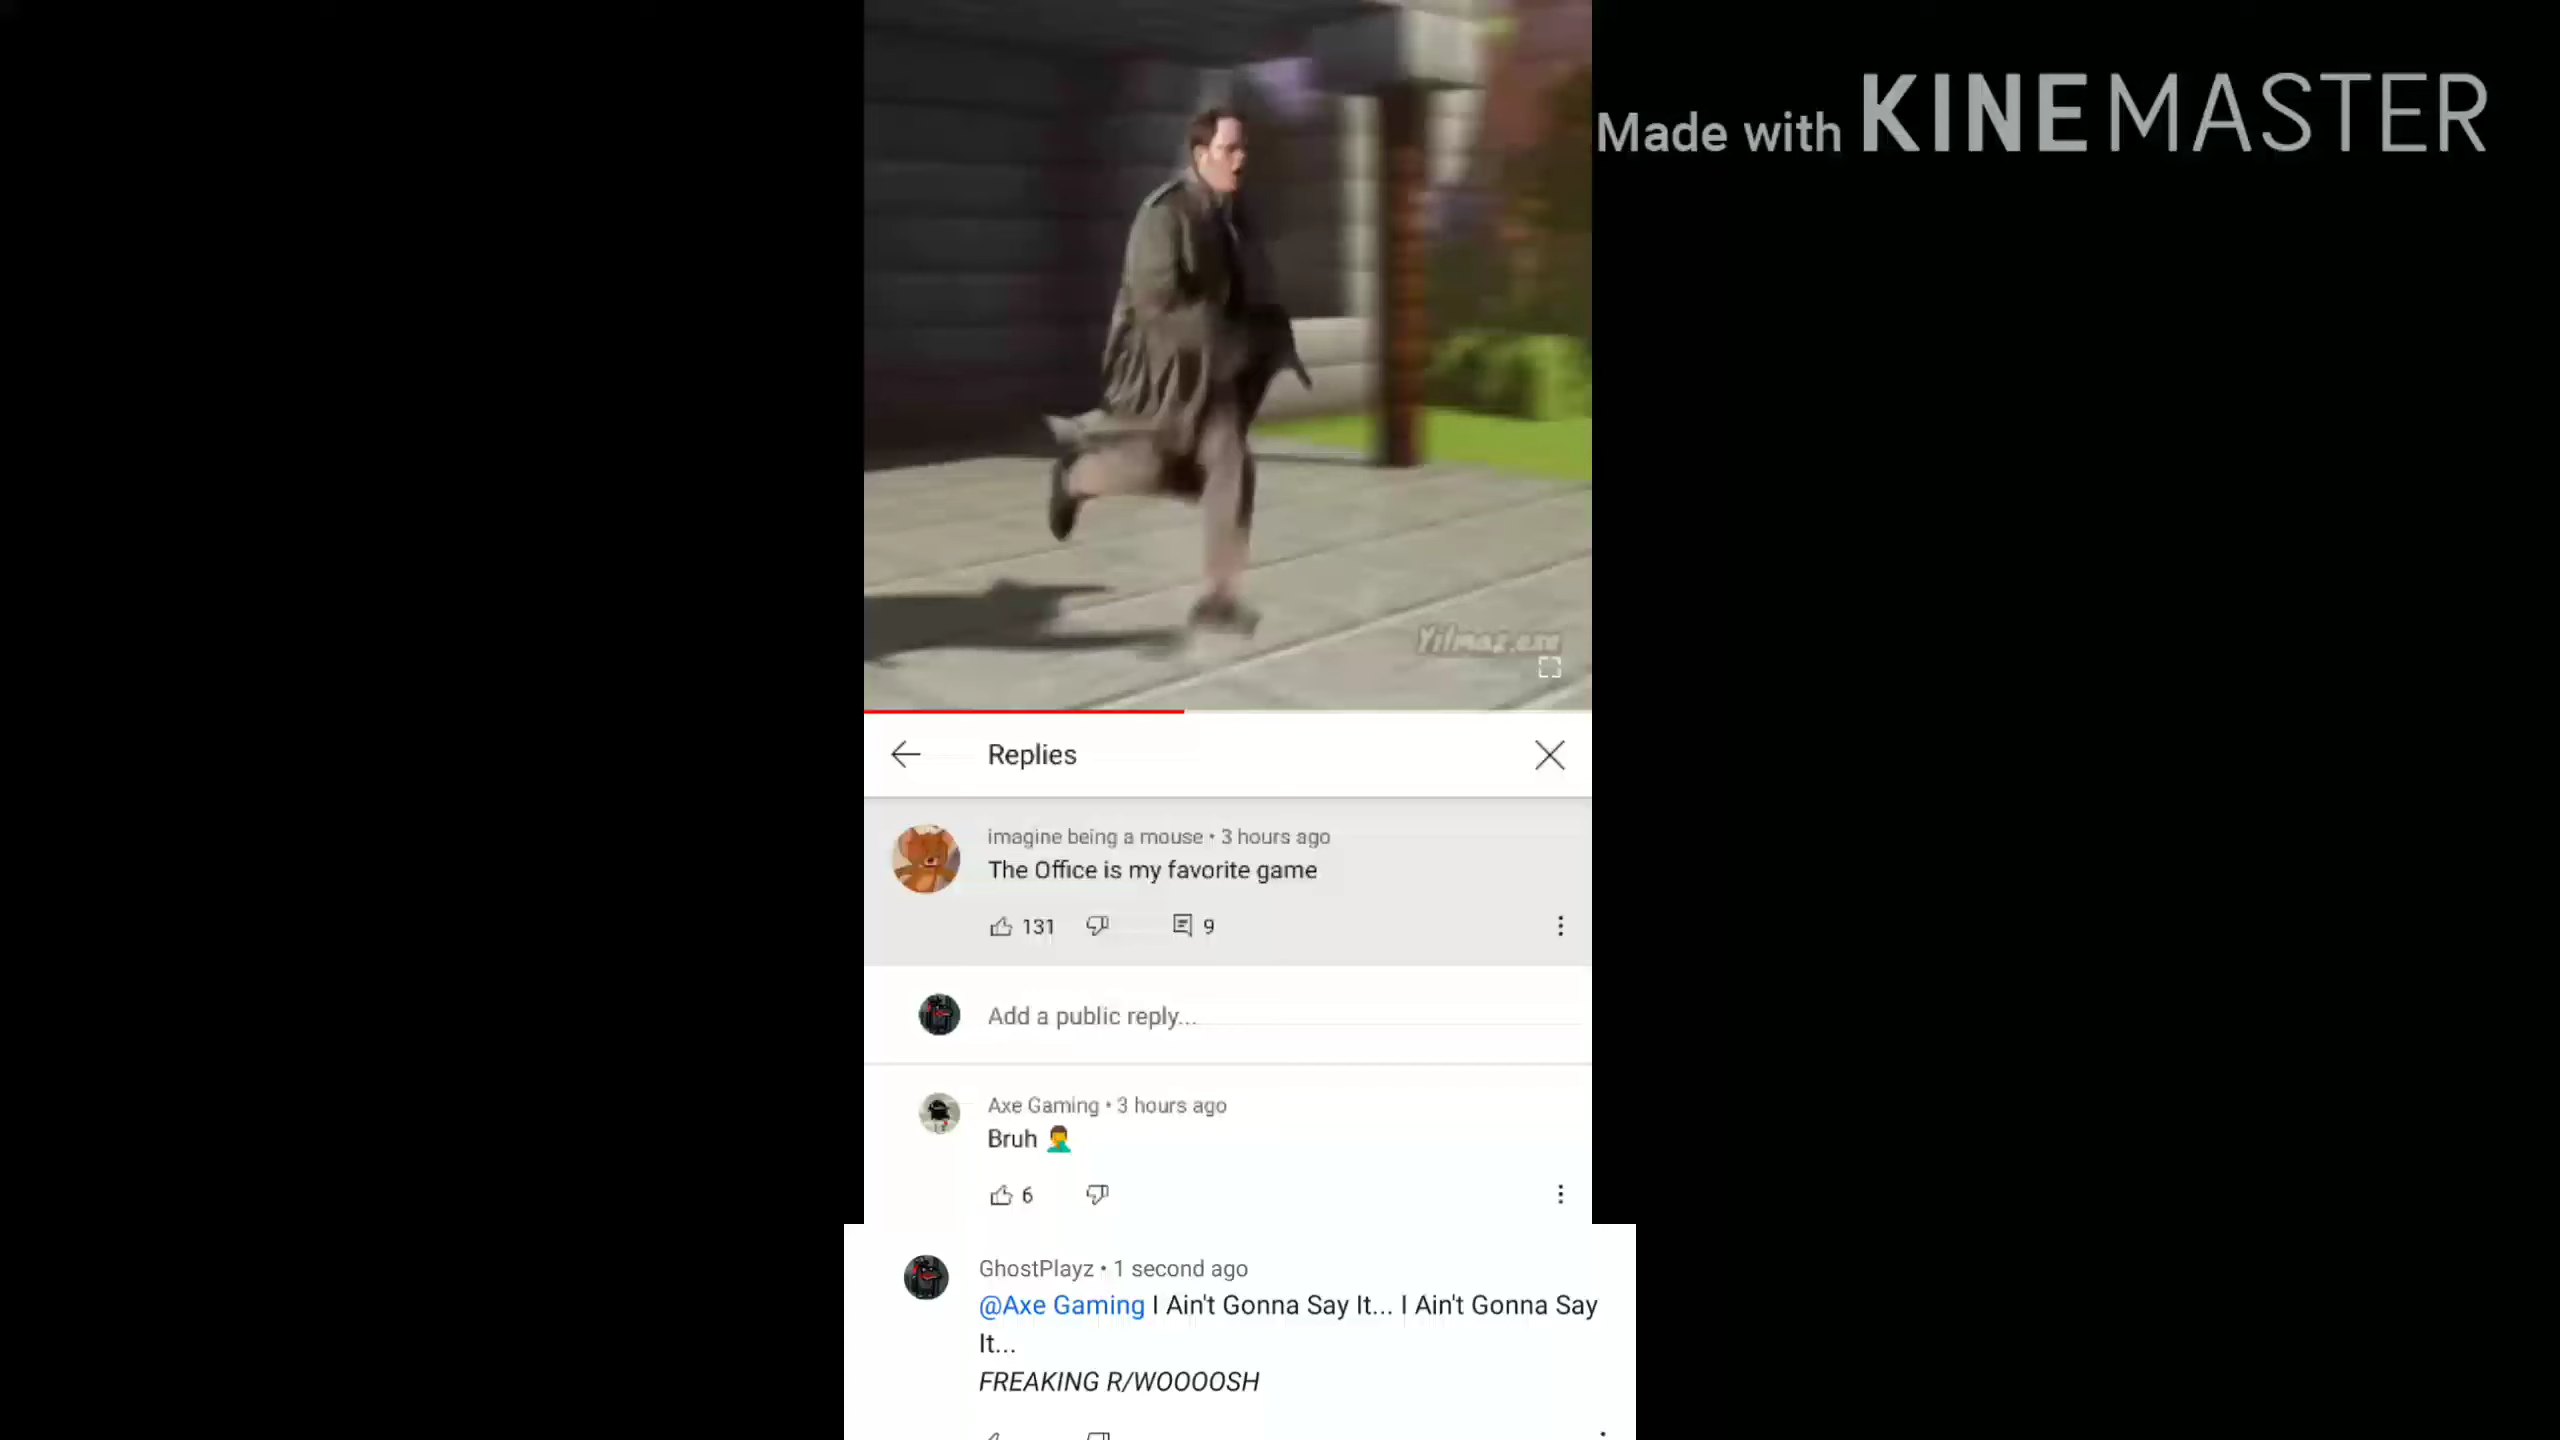 Made with KINEMASTER
Yilmaz.exe
Replies
imagine being a mouse • 3 hours ago
The Office is my favorite game
131
9
Add a public reply...
Axe Gaming • 3 hours ago
Bruh 🤦‍♂️
6
GhostPlayz • 1 second ago
@Axe Gaming I Ain't Gonna Say It... I Ain't Gonna Say
It...
FREAKING R/WOOOOSH